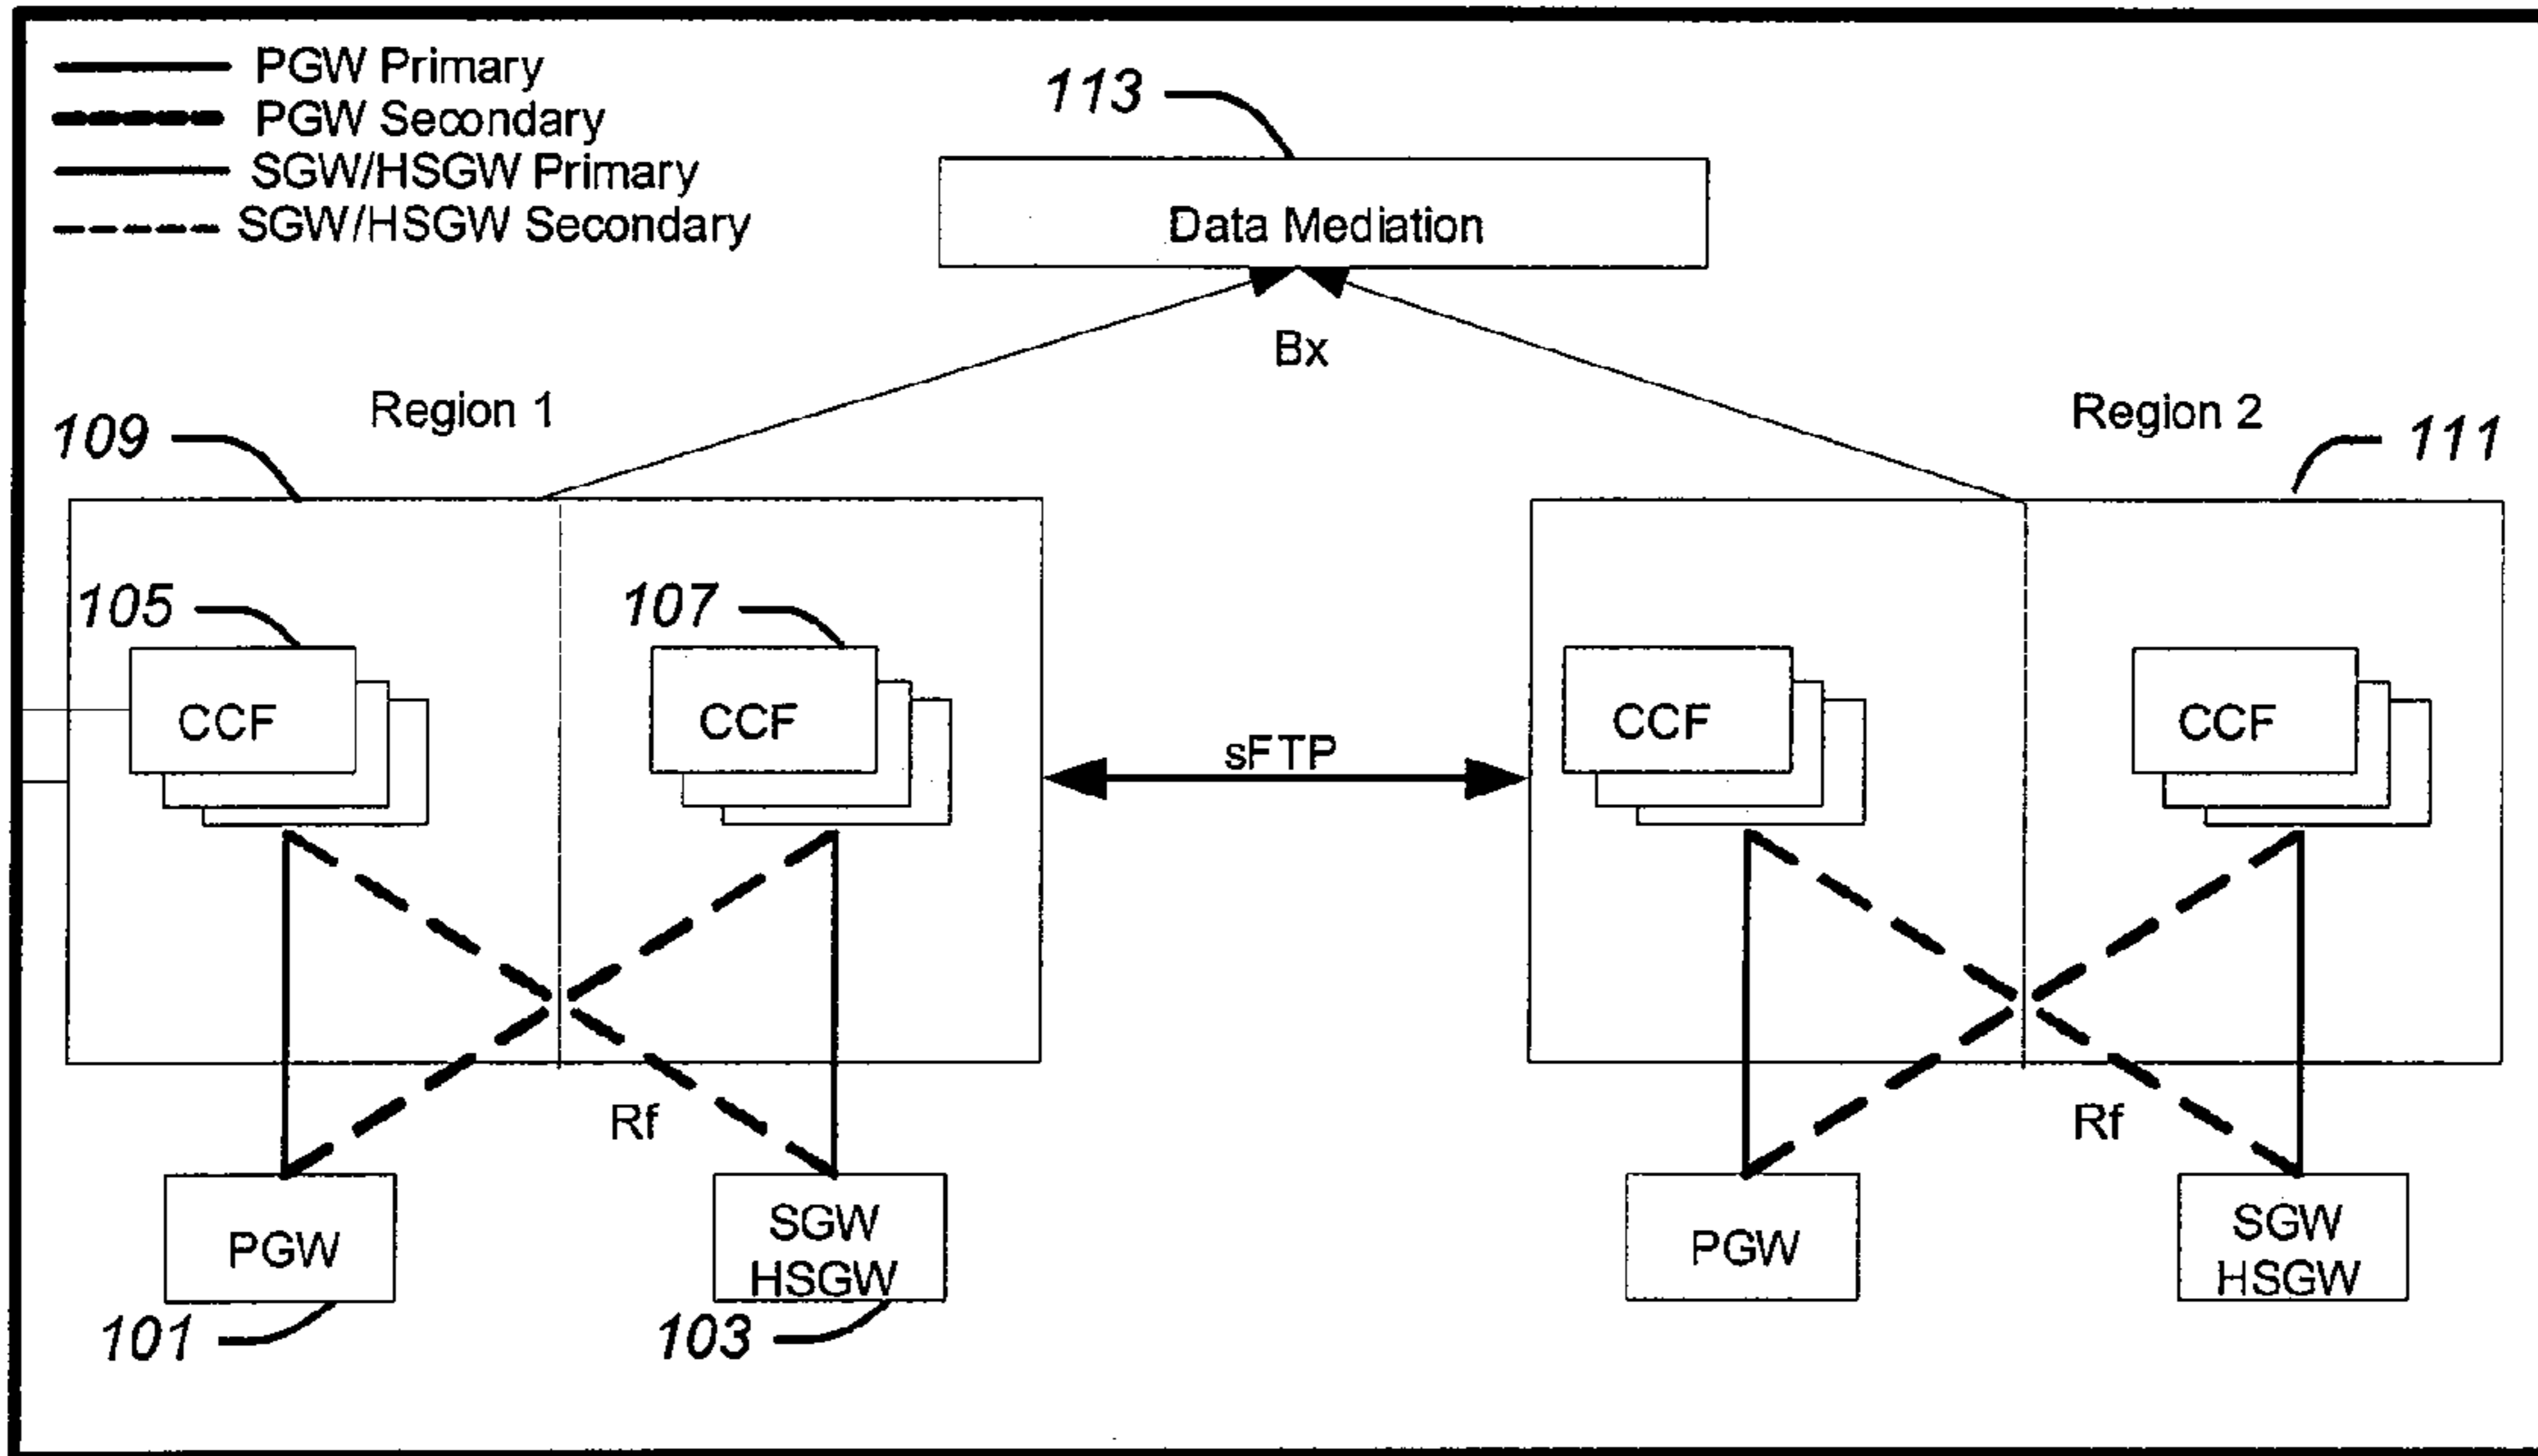 PGW Primary
PGW Secondary
SGW/HSGW Primary
SGW/HSGW Secondary
113
Data Mediation
Bx
Region 1
Region 2
109
111
105
107
CCF
CCF
sFTP
CCF
CCF
Rf
Rf
PGW
SGW
HSGW
PGW
SGW
HSGW
101
103